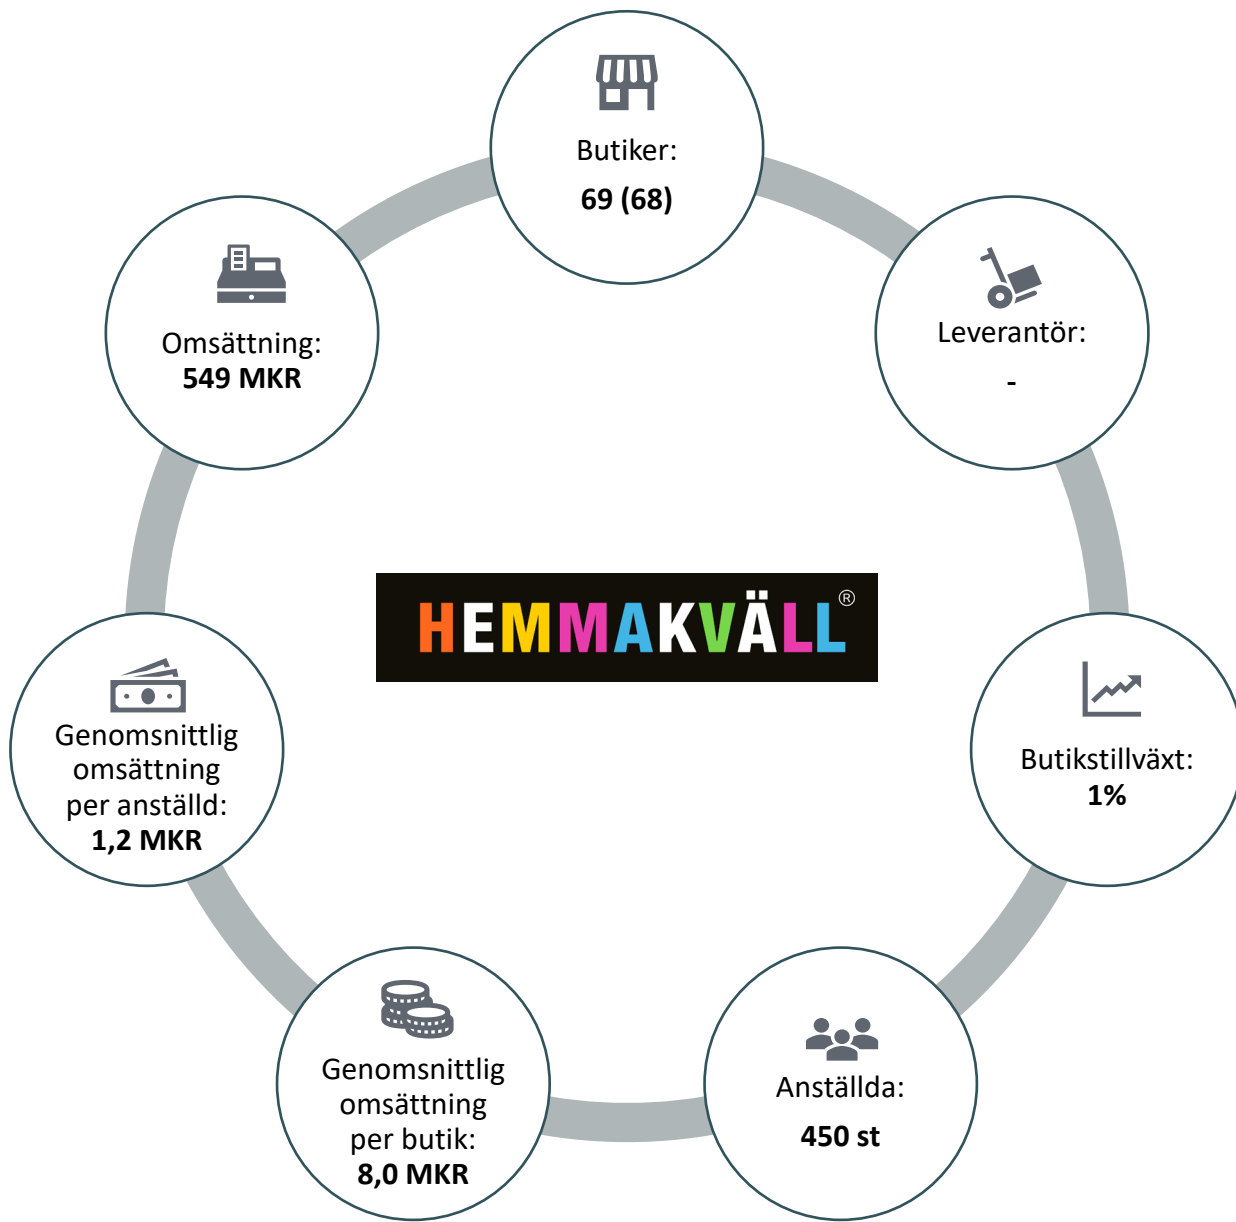 Butiker:
69 (68)
Leverantör:
-
Butikstillväxt:
1%
Anställda:
450 st
Genomsnittlig
omsättning
per butik:
8,0 MKR
Genomsnittlig
omsättning
per anställd:
1,2 MKR
Omsättning:
549 MKR
HEMMAKVÄLL®